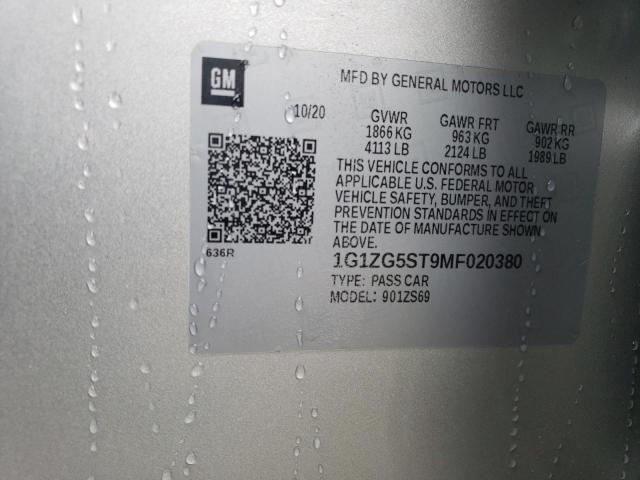 GM
MFD BY GENERAL MOTORS LLC
10/20 GVWR GAWR FRT GAWR RR
1866 KG 963 KG 902 KG
4113 LB 2124 LB 1989 LB
THIS VEHICLE CONFORMS TO ALL
APPLICABLE U.S. FEDERAL MOTOR
VEHICLE SAFETY, BUMPER, AND THEFT
PREVENTION STANDARDS IN EFFECT ON
THE DATE OF MANUFACTURE SHOWN
ABOVE.
636R
1G1ZG5ST9MF020380
TYPE: PASS CAR
MODEL: 901ZS69